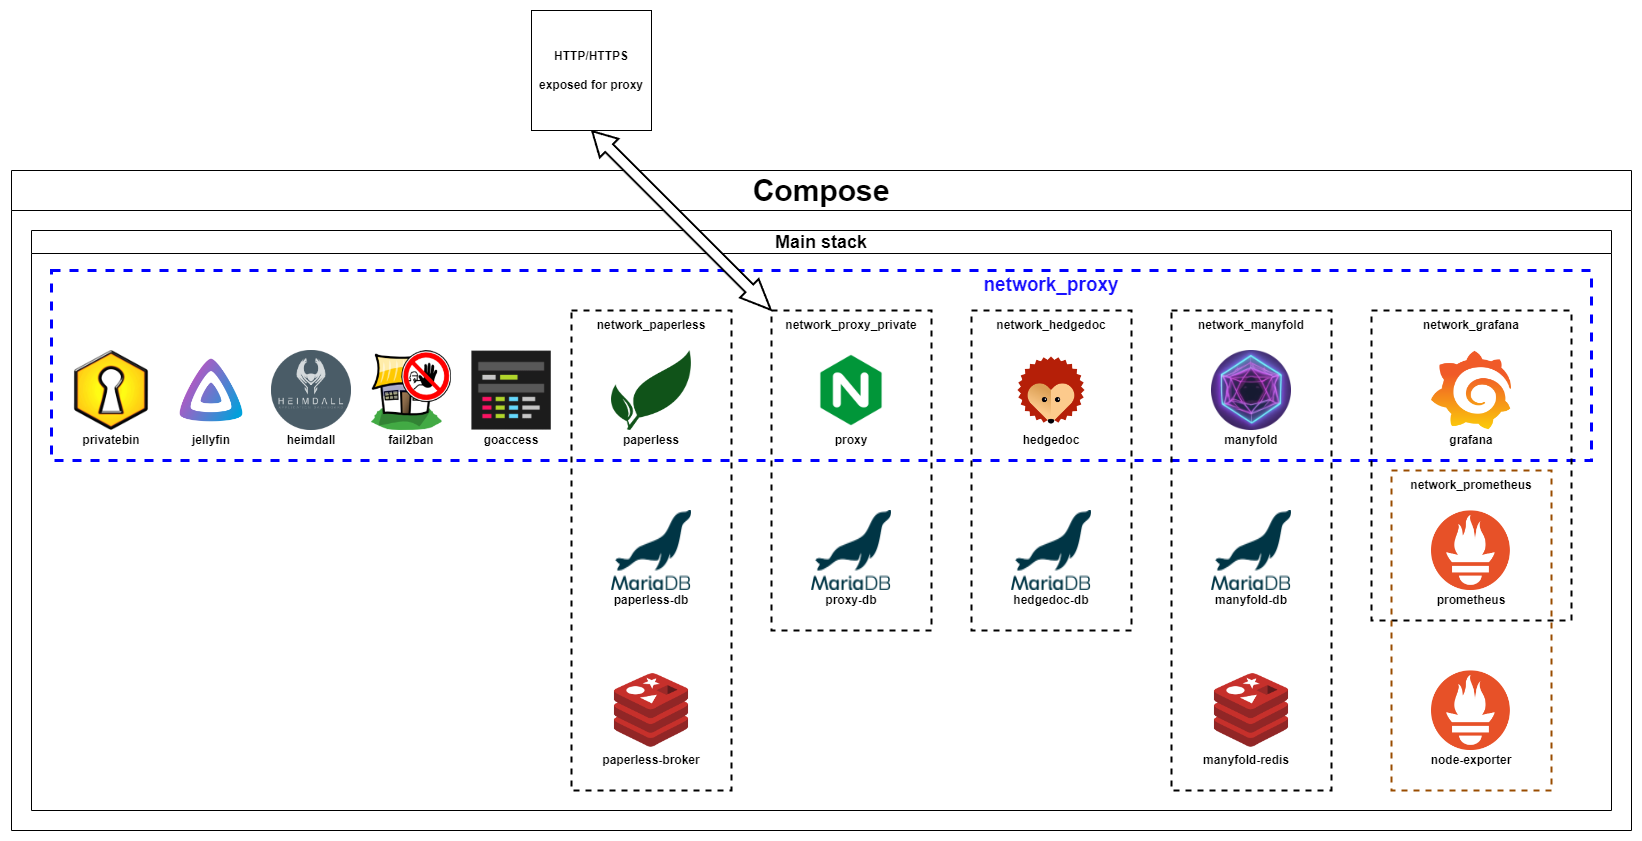 HTTP/HTTPS
exposed for proxy
Compose
Main stack
network_proxy
network_paperless
network_proxy_private
network_hedgedoc
network_manyfold
network_grafana
HEIMDALL
privatebin
jellyfin
heimdall
fail2ban
goaccess
paperless
proxy
hedgedoc
manyfold
grafana
network_prometheus
MariaDB
MariaDB
MariaDB
MariaDB
paperless-db
proxy-db
hedgedoc-db
manyfold-db
prometheus
paperless-broker
manyfold-redis
node-exporter